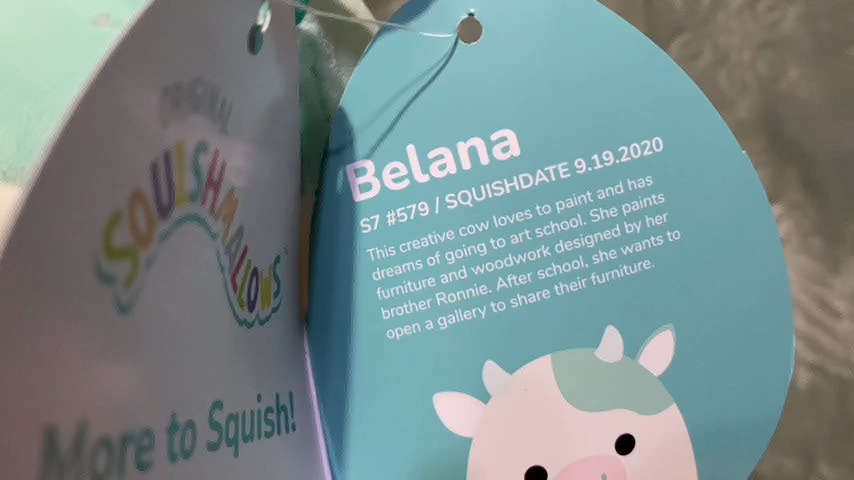 ORIGINAL
SQUISHMALLOWS
More to Squish!
Belana
S7 #579 / SQUISHDATE 9.19.2020
This creative cow loves to paint and has
dreams of going to art school. She paints
furniture and woodwork designed by her
brother Ronnie. After school, she wants to
open a gallery to share their furniture.